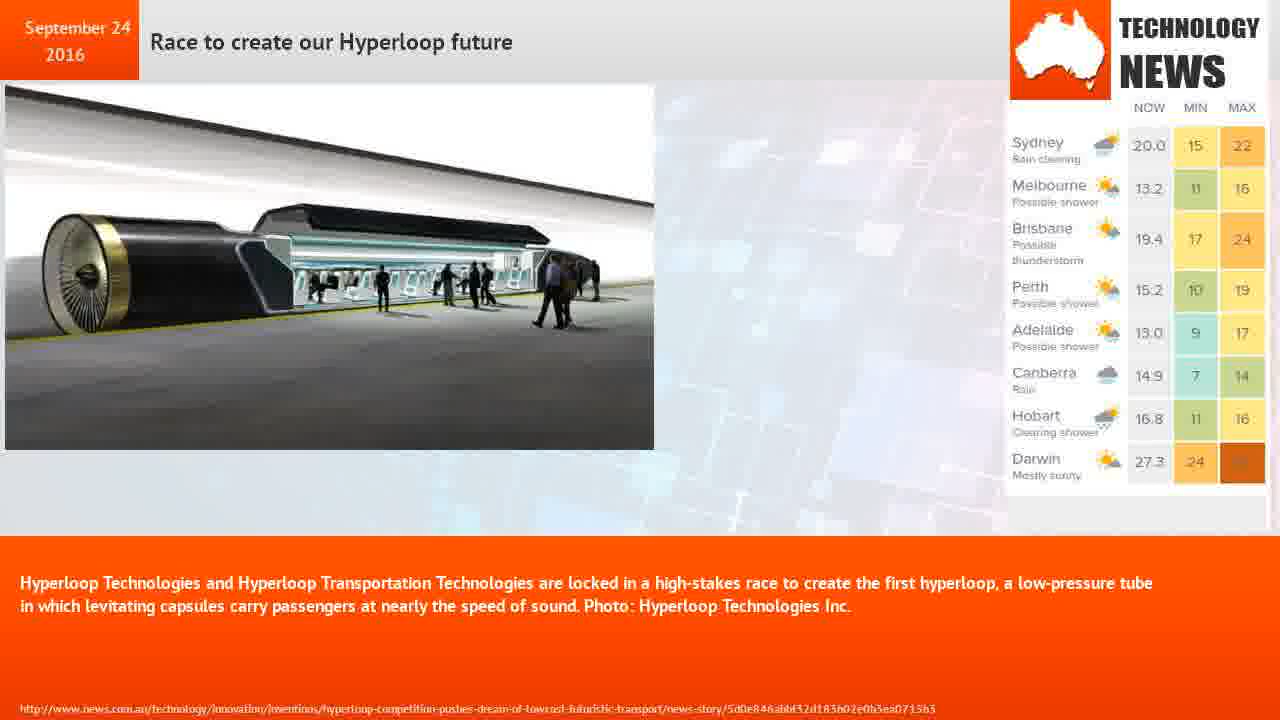 September 24
2016
Race to create our Hyperloop future
TECHNOLOGY
NEWS
NOW MIN MAX
Sydney
Rain clearing
20.0 15 22
Melbourne
Possible shower
13.2 11 16
Brisbane
Possible
thunderstorm
19.4 17 24
Perth
Possible shower
15.2 10 19
Adelaide
Possible shower
13.0 9 17
Canberra
Rain
14.9 7 14
Hobart
Clearing shower
16.8 11 16
Darwin
Mostly sunny
27.3 24
Hyperloop Technologies and Hyperloop Transportation Technologies are locked in a high-stakes race to create the first hyperloop, a low-pressure tube
in which levitating capsules carry passengers at nearly the speed of sound. Photo: Hyperloop Technologies Inc.